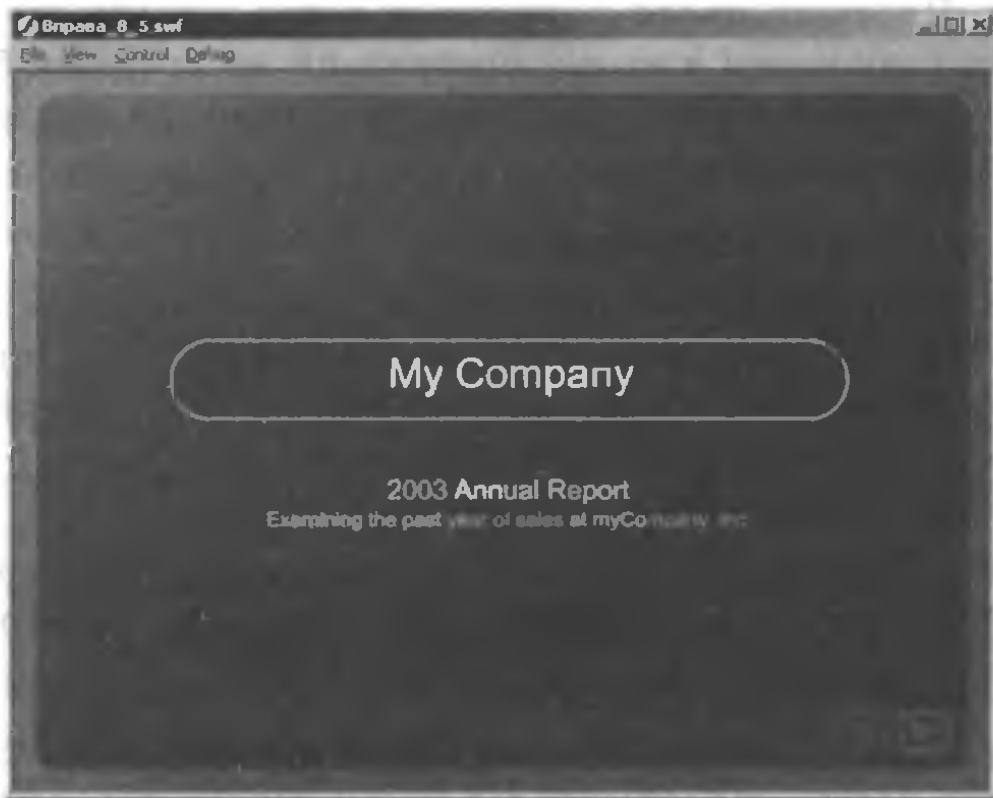 Вправа_8_5.swf
File View Control Debug
My Company
2003 Annual Report
Examining the past year of sales at myCompany, Inc